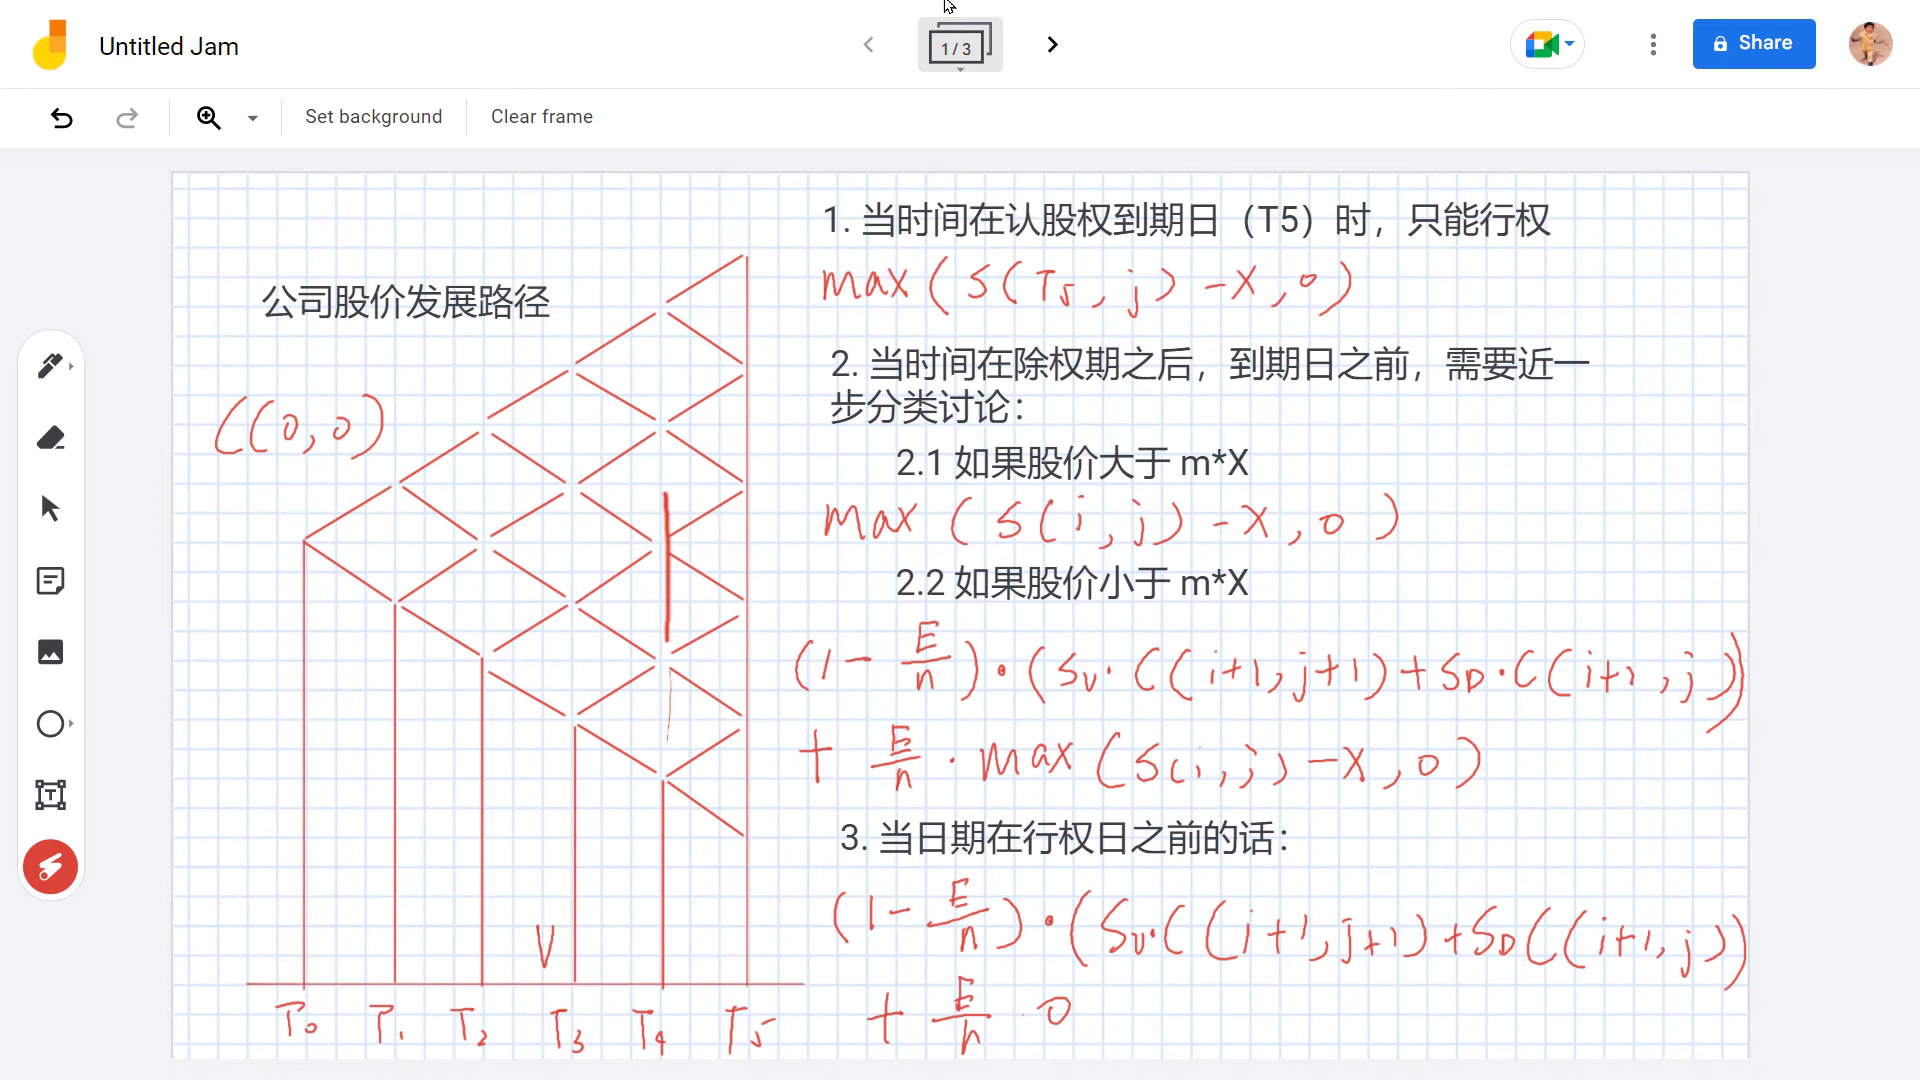 Untitled Jam
1 / 3
Share
Set background
Clear frame
公司股价发展路径
C(0,0)
V
T₀ T₁ T₂ T₃ T₄ T₅
1. 当时间在认股权到期日（T5）时，只能行权
max(S(T₅,j)-X,0)
2. 当时间在除权期之后，到期日之前，需要近一
步分类讨论：
2.1 如果股价大于 m*X
max(S(i,j)-X,0)
2.2 如果股价小于 m*X
(1-E/n)·(S_U·C(i+1,j+1)+S_D·C(i+1,j))
+ E/n · max(S(i,j)-X,0)
3. 当日期在行权日之前的话：
(1-E/n)·(S_U·C(i+1,j+1)+S_D C(i+1,j))
+ E/n · 0